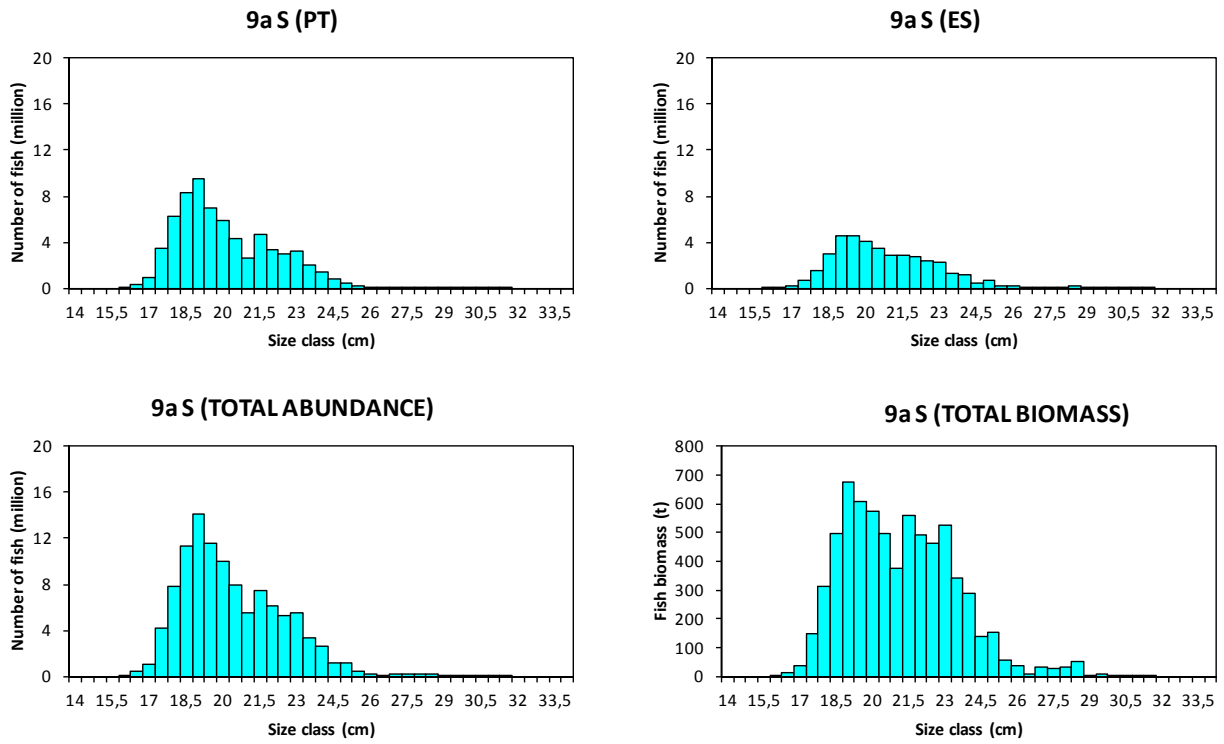 9a S (PT)
20
16
12
8
4
0
Number of fish (million)
14 15,5 17 18,5 20 21,5 23 24,5 26 27,5 29 30,5 32 33,5
Size class (cm)
9a S (ES)
20
16
12
8
4
0
Number of fish (million)
14 15,5 17 18,5 20 21,5 23 24,5 26 27,5 29 30,5 32 33,5
Size class (cm)
9a S (TOTAL ABUNDANCE)
20
16
12
8
4
0
Number of fish (million)
14 15,5 17 18,5 20 21,5 23 24,5 26 27,5 29 30,5 32 33,5
Size class (cm)
9a S (TOTAL BIOMASS)
800
700
600
500
400
300
200
100
0
Fish biomass (t)
14 15,5 17 18,5 20 21,5 23 24,5 26 27,5 29 30,5 32 33,5
Size class (cm)